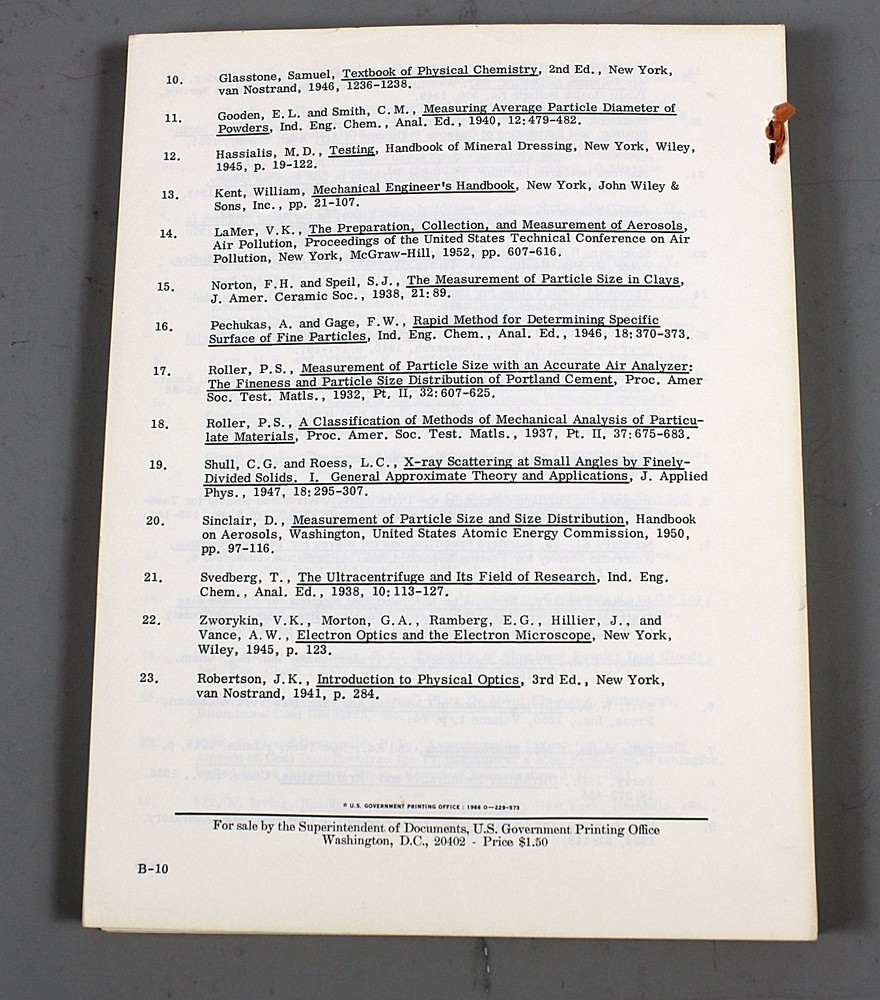 10. Glasstone, Samuel, Textbook of Physical Chemistry, 2nd Ed., New York,
van Nostrand, 1946, 1236-1238.
11. Gooden, E.L. and Smith, C.M., Measuring Average Particle Diameter of
Powders, Ind. Eng. Chem., Anal. Ed., 1940, 12:479-482.
12. Hassialis, M.D., Testing, Handbook of Mineral Dressing, New York, Wiley,
1945, p. 19-122.
13. Kent, William, Mechanical Engineer's Handbook, New York, John Wiley &
Sons, Inc., pp. 21-107.
14. LaMer, V.K., The Preparation, Collection, and Measurement of Aerosols,
Air Pollution, Proceedings of the United States Technical Conference on Air
Pollution, New York, McGraw-Hill, 1952, pp. 607-616.
15. Norton, F.H. and Speil, S.J., The Measurement of Particle Size in Clays,
J. Amer. Ceramic Soc., 1938, 21:89.
16. Pechukas, A. and Gage, F.W., Rapid Method for Determining Specific
Surface of Fine Particles, Ind. Eng. Chem., Anal. Ed., 1946, 18:370-373.
17. Roller, P.S., Measurement of Particle Size with an Accurate Air Analyzer:
The Fineness and Particle Size Distribution of Portland Cement, Proc. Amer
Soc. Test. Matls., 1932, Pt. II, 32:607-625.
18. Roller, P.S., A Classification of Methods of Mechanical Analysis of Particu-
late Materials, Proc. Amer. Soc. Test. Matls., 1937, Pt. II, 37:675-683.
19. Shull, C.G. and Roess, L.C., X-ray Scattering at Small Angles by Finely-
Divided Solids. I. General Approximate Theory and Applications, J. Applied
Phys., 1947, 18:295-307.
20. Sinclair, D., Measurement of Particle Size and Size Distribution, Handbook
on Aerosols, Washington, United States Atomic Energy Commission, 1950,
pp. 97-116.
21. Svedberg, T., The Ultracentrifuge and Its Field of Research, Ind. Eng.
Chem., Anal. Ed., 1938, 10:113-127.
22. Zworykin, V.K., Morton, G.A., Ramberg, E.G., Hillier, J., and
Vance, A.W., Electron Optics and the Electron Microscope, New York,
Wiley, 1945, p. 123.
23. Robertson, J.K., Introduction to Physical Optics, 3rd Ed., New York,
van Nostrand, 1941, p. 284.
☆ U.S. GOVERNMENT PRINTING OFFICE : 1966 O—229-573
For sale by the Superintendent of Documents, U.S. Government Printing Office
Washington, D.C., 20402 - Price $1.50
B-10